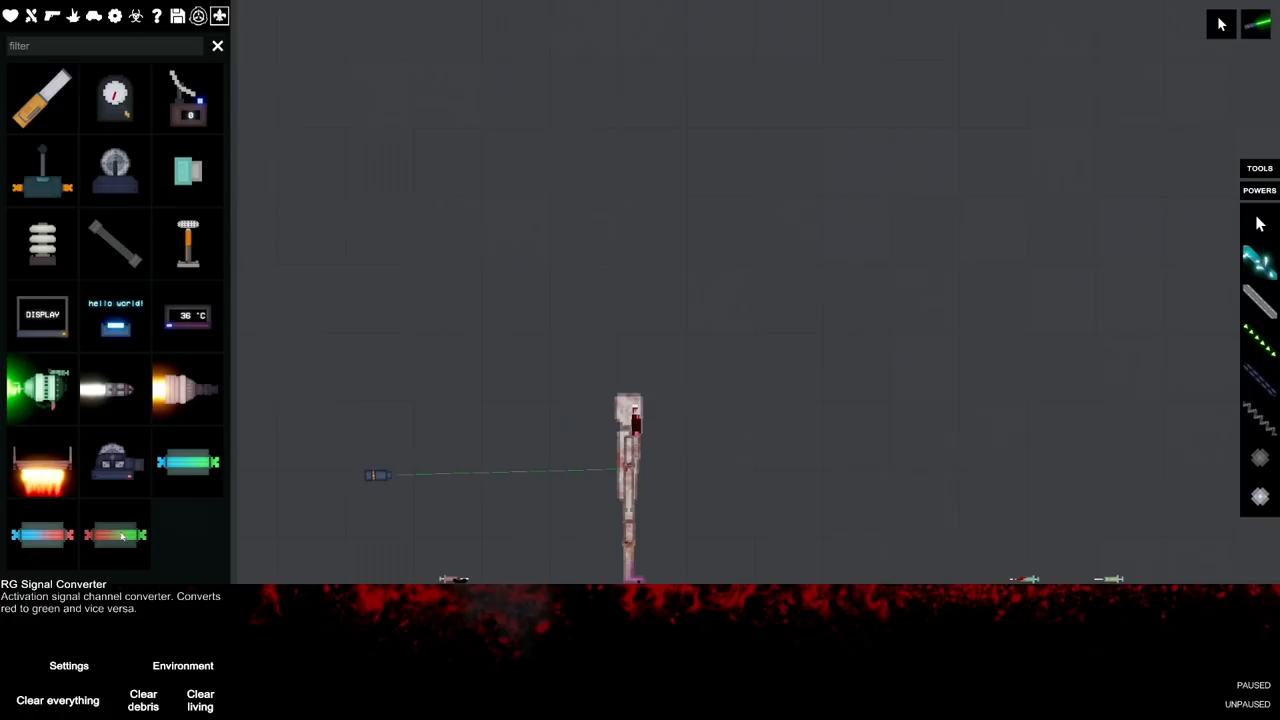 filter
TOOLS
POWERS
0
DISPLAY
hello world!
36 °C
RG Signal Converter
Activation signal channel converter. Converts
red to green and vice versa.
Settings
Environment
Clear everything
Clear
debris
Clear
living
PAUSED
UNPAUSED